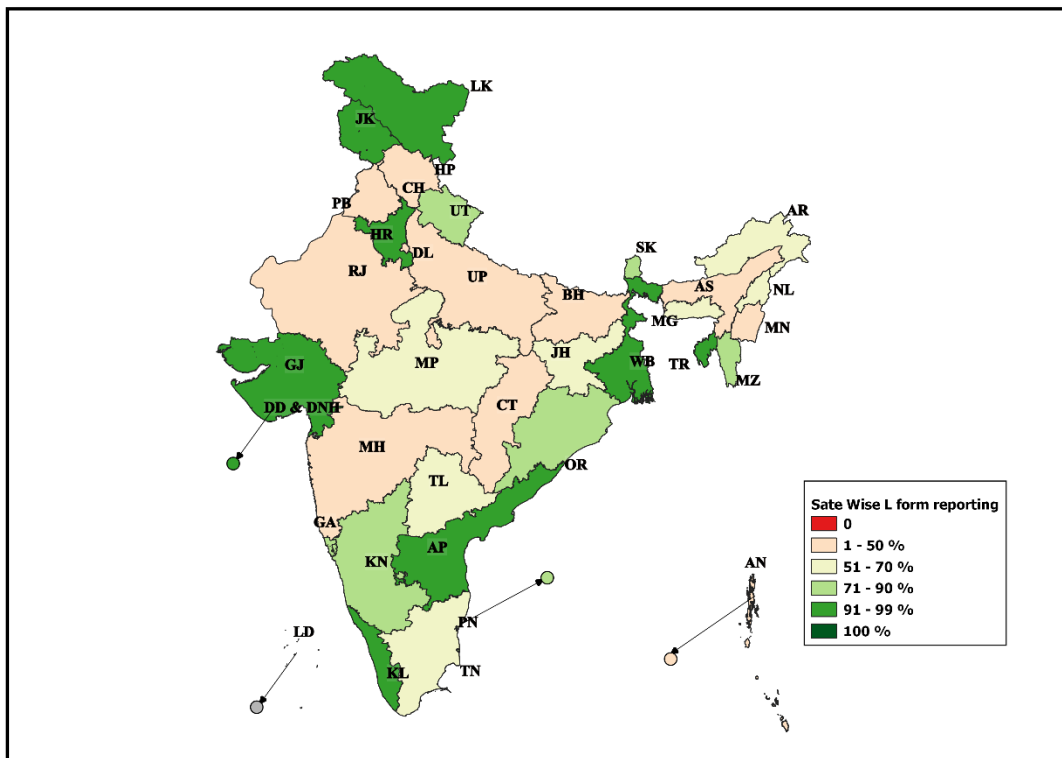 LK
JK
HP
CH
PB
UT
AR
HR
SK
DL
RJ
UP
AS
BH
NL
MG
MN
JH
GJ
MP
WB
TR
MZ
DD & DNH
CT
MH
OR
TL
Sate Wise L form reporting
0
1 - 50 %
51 - 70 %
71 - 90 %
91 - 99 %
100 %
GA
AP
KN
AN
PN
LD
KL
TN